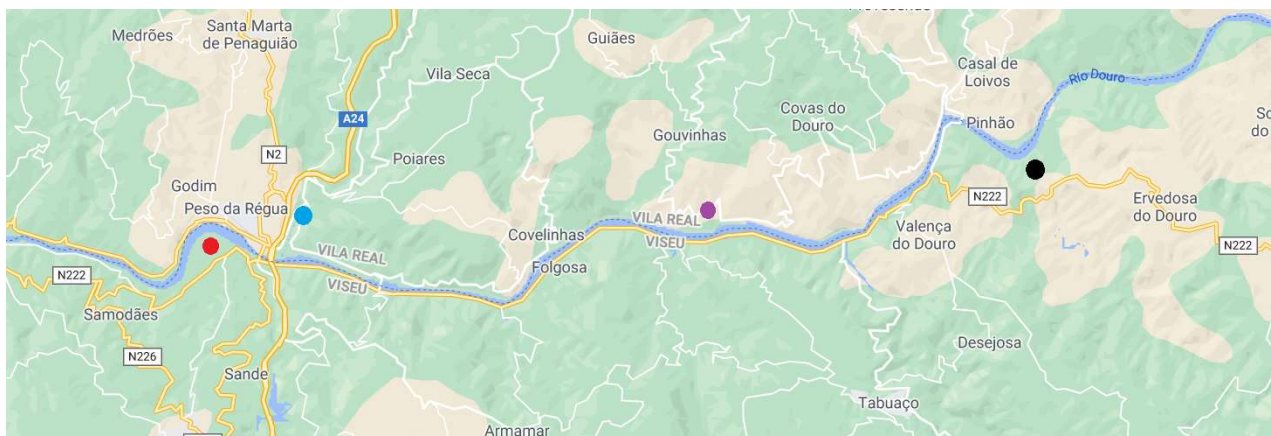 Santa Marta
de Penaguião
Medrões
Guiães
Casal de
Loivos
Rio Douro
Vila Seca
Covas do
Douro
A24
Gouvinhas
Pinhão
N2
Poiares
Godim
N222
Ervedosa
do Douro
Peso da Régua
VILA REAL
Valença
do Douro
Covelinhas
VISEU
N222
VILA REAL
Folgosa
N222
VISEU
Samodães
Desejosa
N226
Sande
Tabuaço
Armamar